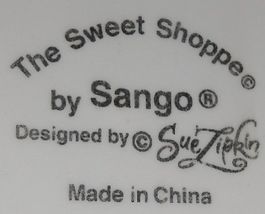 The Sweet Shoppe©
by Sango®
Designed by © Sue Zipkin
Made in China